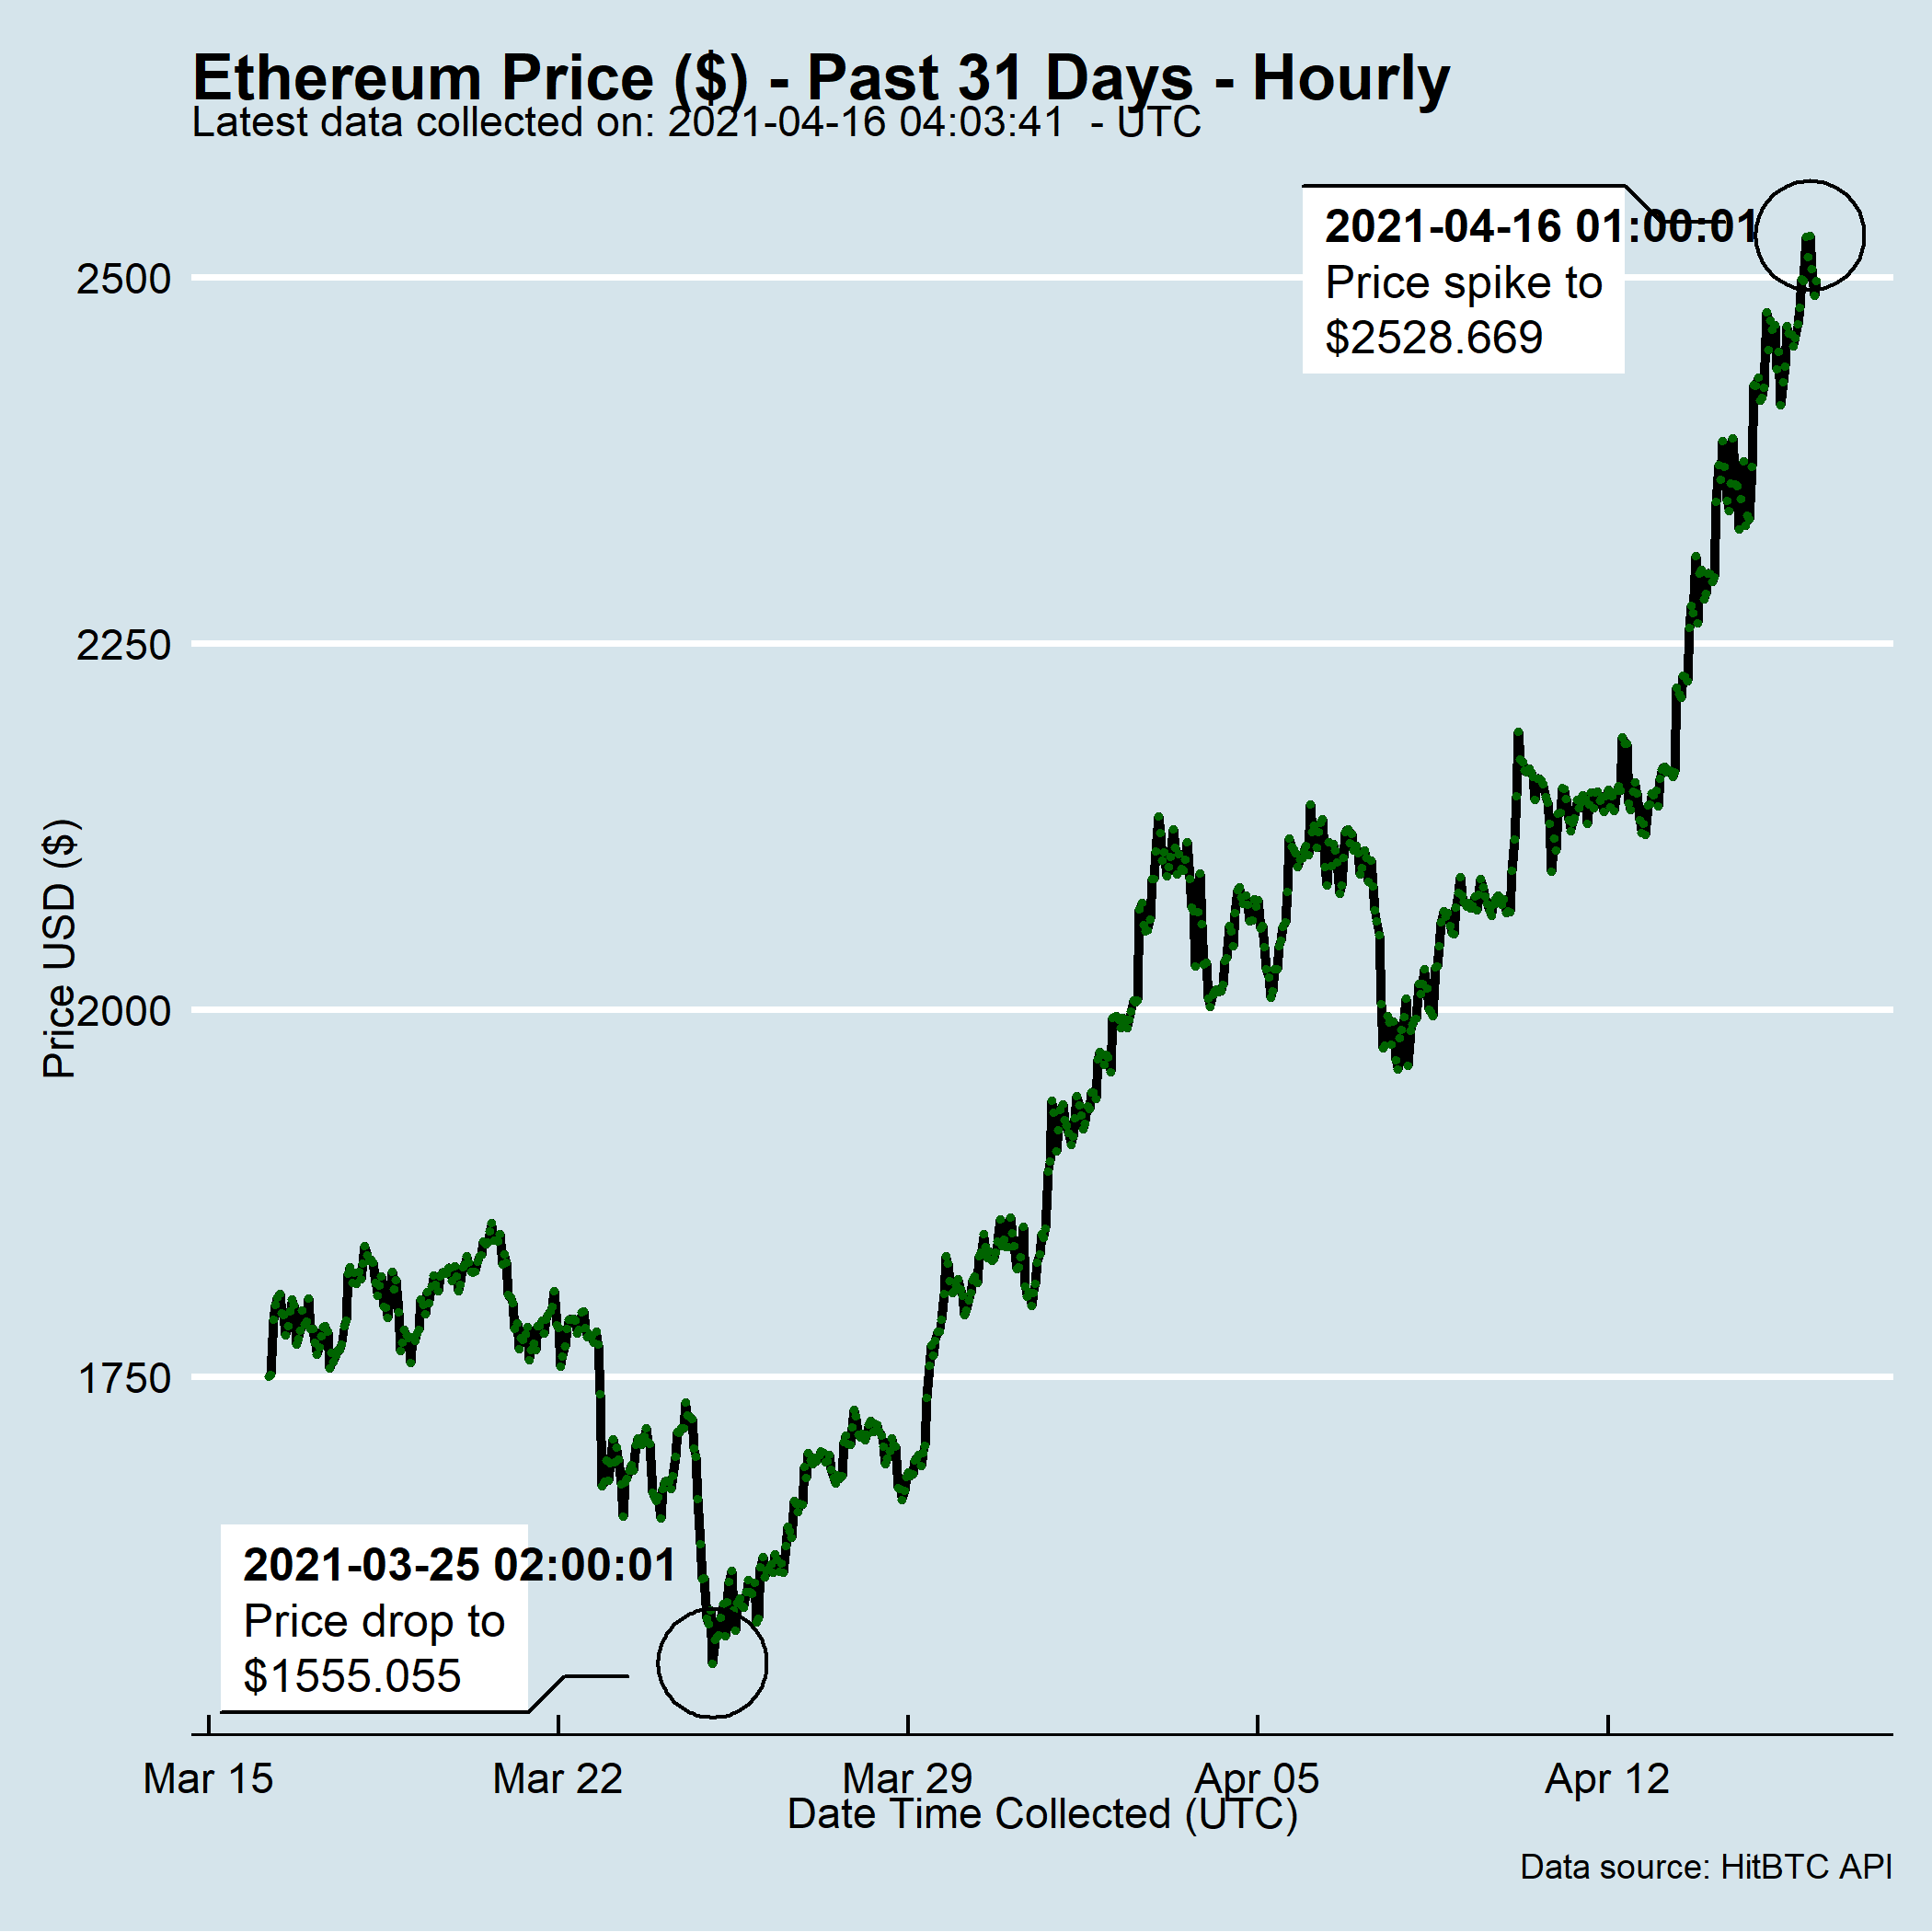 Ethereum Price ($) - Past 31 Days - Hourly
Latest data collected on: 2021-04-16 04:03:41  - UTC
2021-04-16 01:00:01
Price spike to
$2528.669
2500
2250
2000
1750
Price USD ($)
2021-03-25 02:00:01
Price drop to
$1555.055
Mar 15
Mar 22
Mar 29
Apr 05
Apr 12
Date Time Collected (UTC)
Data source: HitBTC API